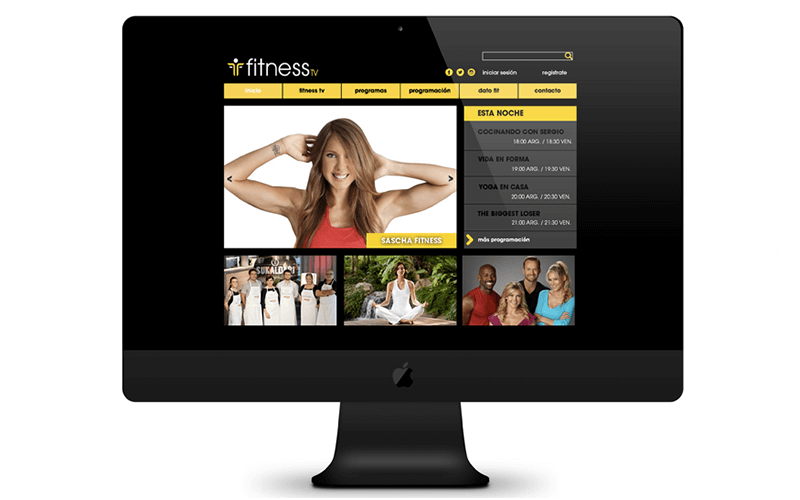 fitness TV
iniciar sesión
registrate
inicio
fitness tv
programas
programación
dato fit
contacto
SASCHA FITNESS
ESTA NOCHE
COCINANDO CON SERGIO
18:00 ARG. / 18:30 VEN.
VIDA EN FORMA
19:00 ARG. / 19:30 VEN.
YOGA EN CASA
20:00 ARG. / 20:30 VEN.
THE BIGGEST LOSER
21:00 ARG. / 21:30 VEN.
más programación
SUKALDARI